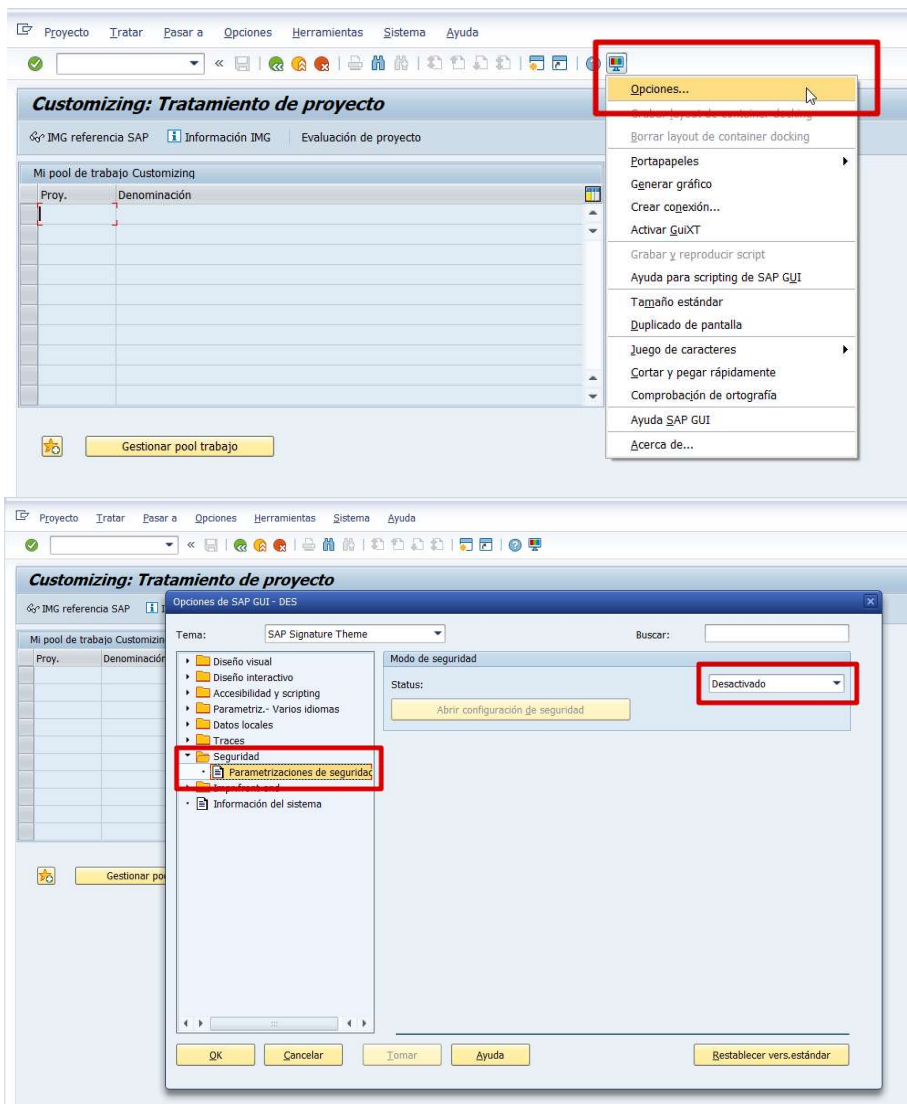 Proyecto Tratar Pasar a Opciones Herramientas Sistema Ayuda
Customizing: Tratamiento de proyecto
IMG referencia SAP Información IMG Evaluación de proyecto
Mi pool de trabajo Customizing
Proy. Denominación
Gestionar pool trabajo
Opciones...
Grabar layout de container docking
Borrar layout de container docking
Portapapeles
Generar gráfico
Crear conexión...
Activar GuiXT
Grabar y reproducir script
Ayuda para scripting de SAP GUI
Tamaño estándar
Duplicado de pantalla
Juego de caracteres
Cortar y pegar rápidamente
Comprobación de ortografía
Ayuda SAP GUI
Acerca de...
Proyecto Tratar Pasar a Opciones Herramientas Sistema Ayuda
Customizing: Tratamiento de proyecto
IMG referencia SAP
Mi pool de trabajo Customizin
Proy. Denominación
Gestionar po
Opciones de SAP GUI - DES
Tema: SAP Signature Theme Buscar:
Diseño visual
Diseño interactivo
Accesibilidad y scripting
Parametriz.- Varios idiomas
Datos locales
Traces
Seguridad
Parametrizaciones de seguridad
Información del sistema
Modo de seguridad
Status: Desactivado
Abrir configuración de seguridad
OK Cancelar Tomar Ayuda Restablecer vers.estándar